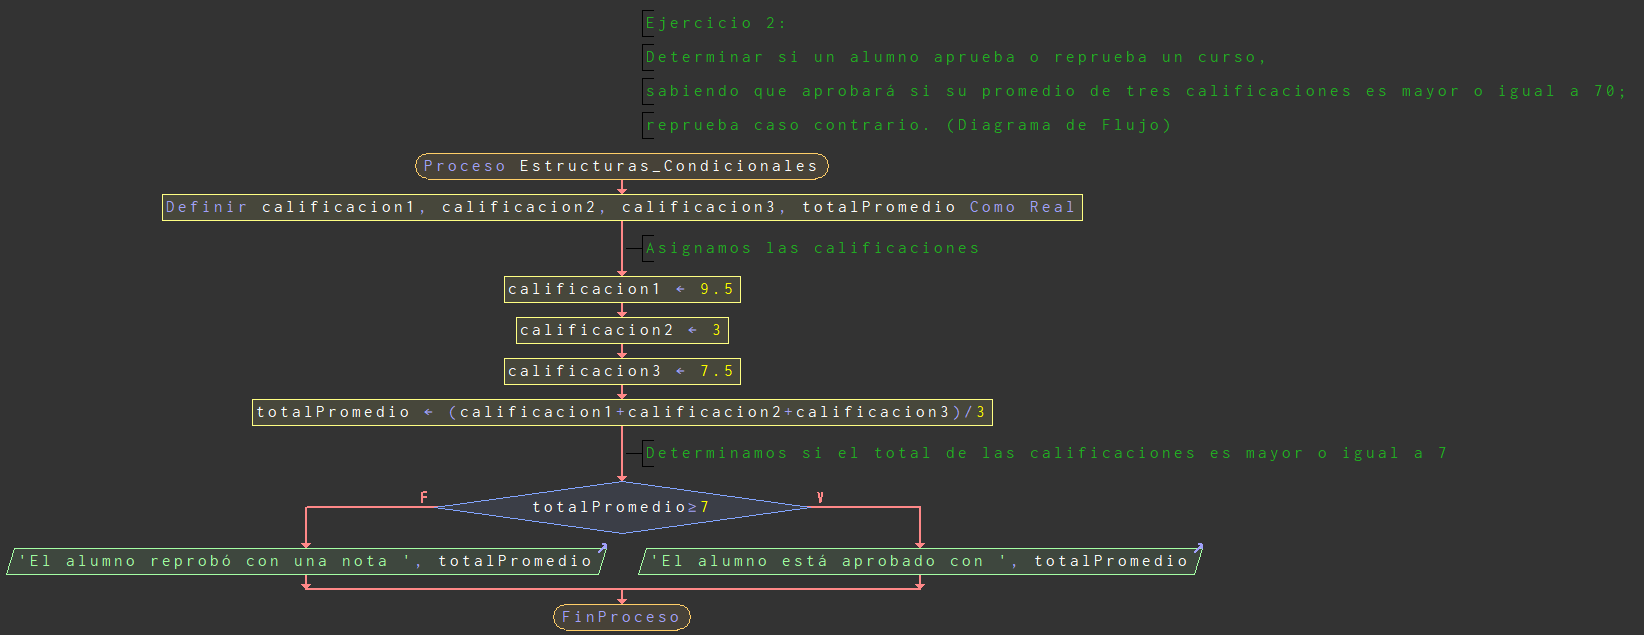 Ejercicio 2:
Determinar si un alumno aprueba o reprueba un curso,
sabiendo que aprobará si su promedio de tres calificaciones es mayor o igual a 70;
reprueba caso contrario. (Diagrama de Flujo)
Proceso Estructuras_Condicionales
Definir calificacion1, calificacion2, calificacion3, totalPromedio Como Real
Asignamos las calificaciones
calificacion1 ← 9.5
calificacion2 ← 3
calificacion3 ← 7.5
totalPromedio ← (calificacion1+calificacion2+calificacion3)/3
Determinamos si el total de las calificaciones es mayor o igual a 7
F
V
totalPromedio≥7
'El alumno reprobó con una nota ', totalPromedio
'El alumno está aprobado con ', totalPromedio
FinProceso